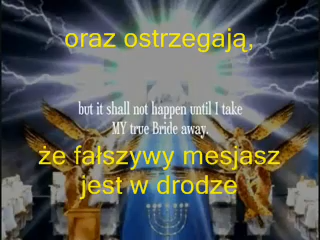 oraz ostrzegają,
but it shall not happen until I take
MY true Bride away.
że fałszywy mesjasz
jest w drodze